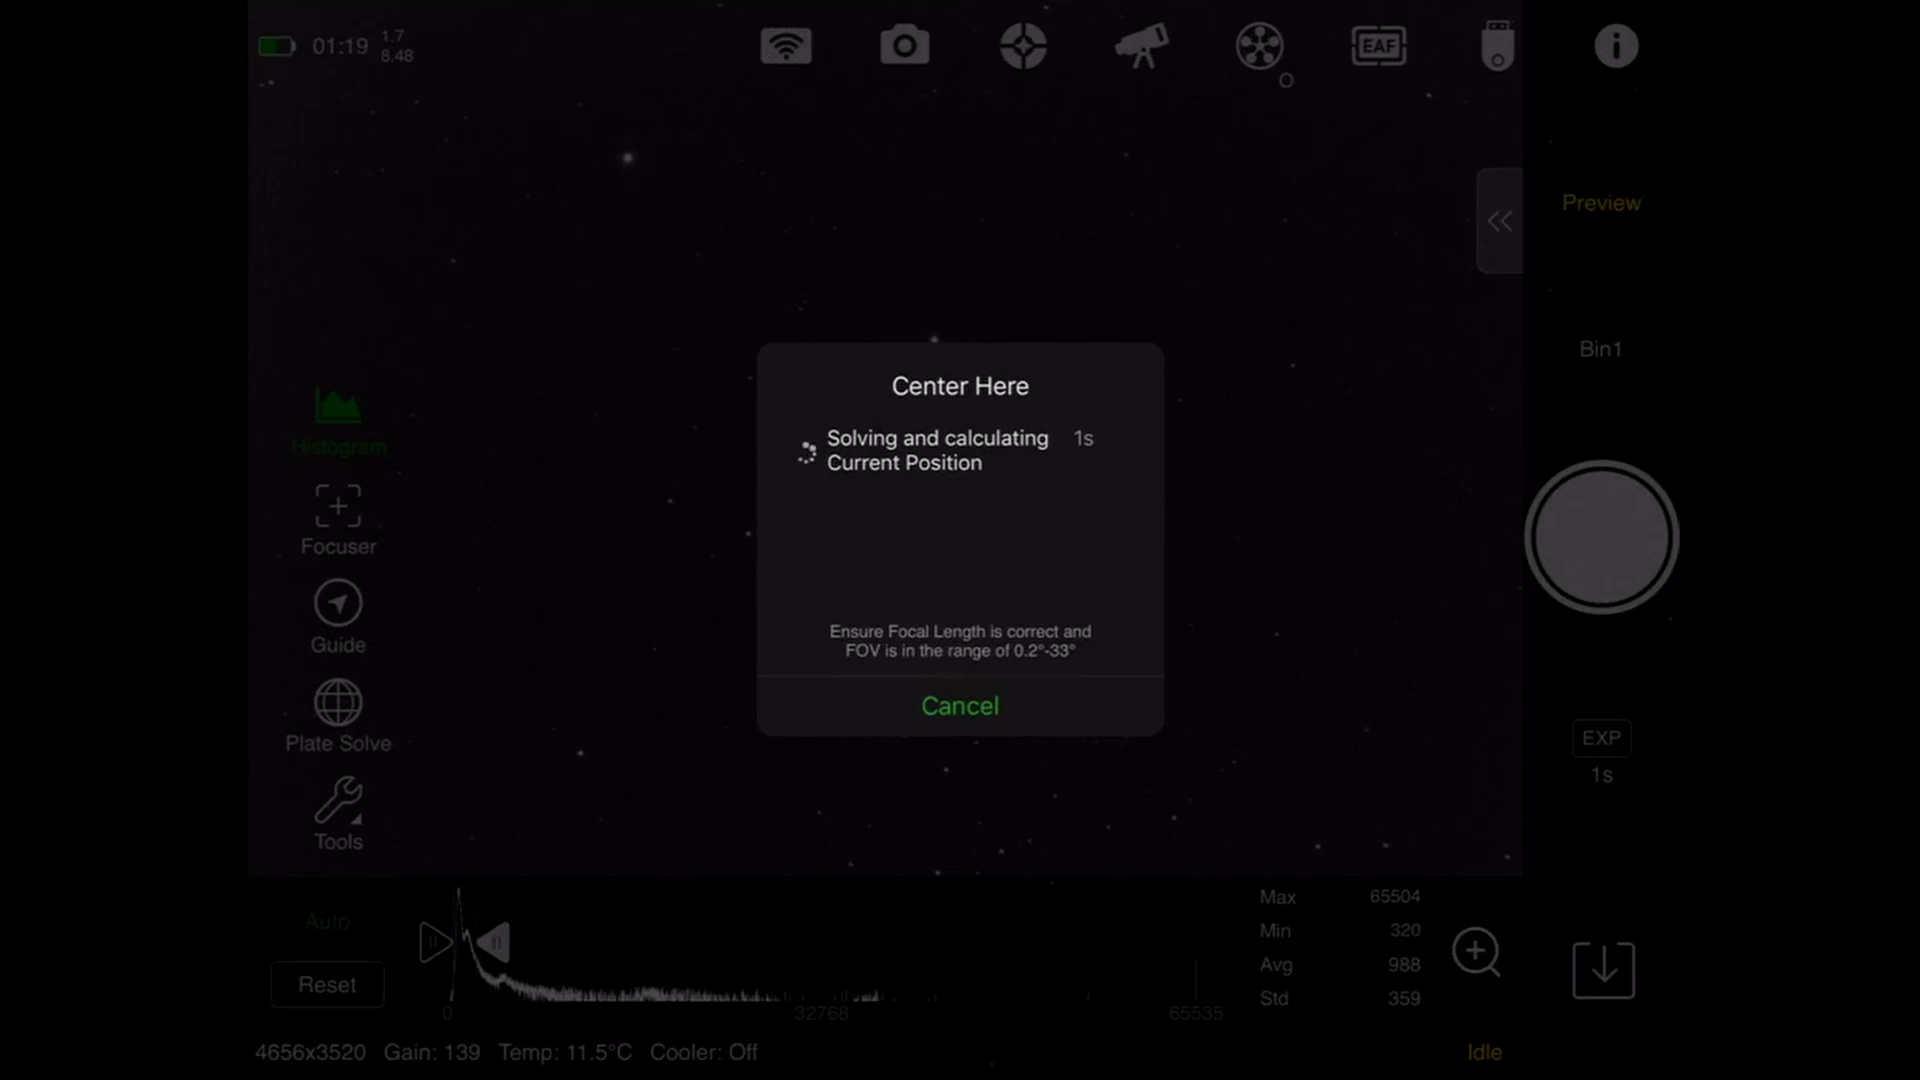 01:19
1.7
8.48
EAF
Preview
Bin1
Histogram
Focuser
Guide
Plate Solve
Tools
Center Here
Solving and calculating 1s
Current Position
Ensure Focal Length is correct and
FOV is in the range of 0.2°-33°
Cancel
EXP
1s
Auto
Reset
0 32768 65535
Max 65504
Min 320
Avg 988
Std 359
4656x3520 Gain: 139 Temp: 11.5°C Cooler: Off
Idle